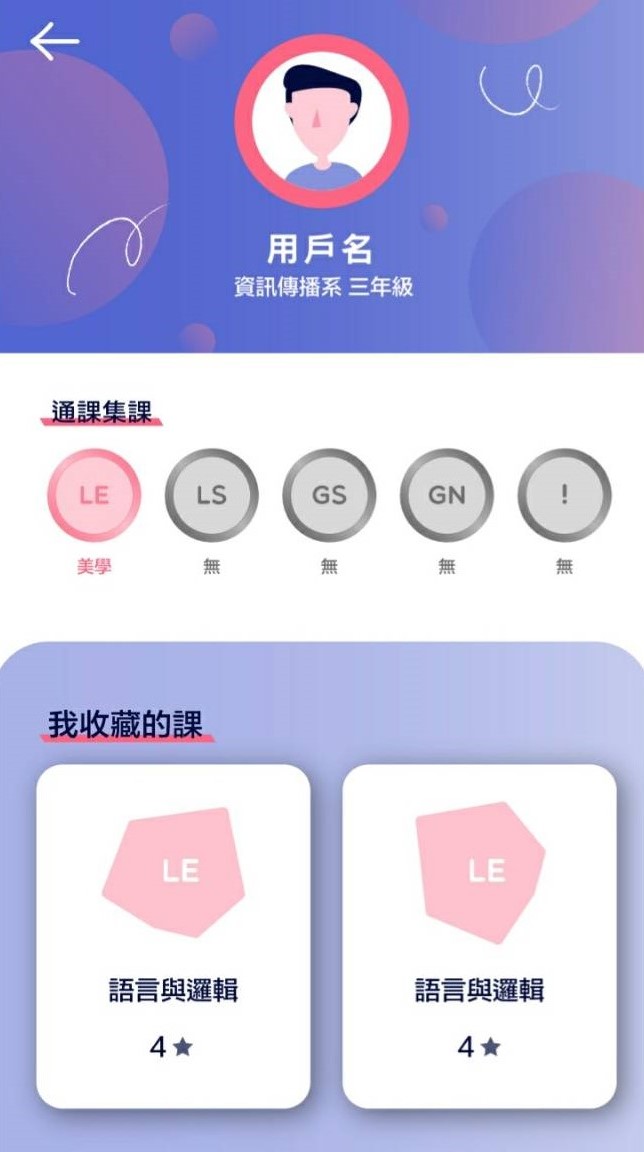 用戶名
資訊傳播系 三年級
通課集課
LE LS GS GN !
美學 無 無 無 無
我收藏的課
LE LE
語言與邏輯 語言與邏輯
4★ 4★